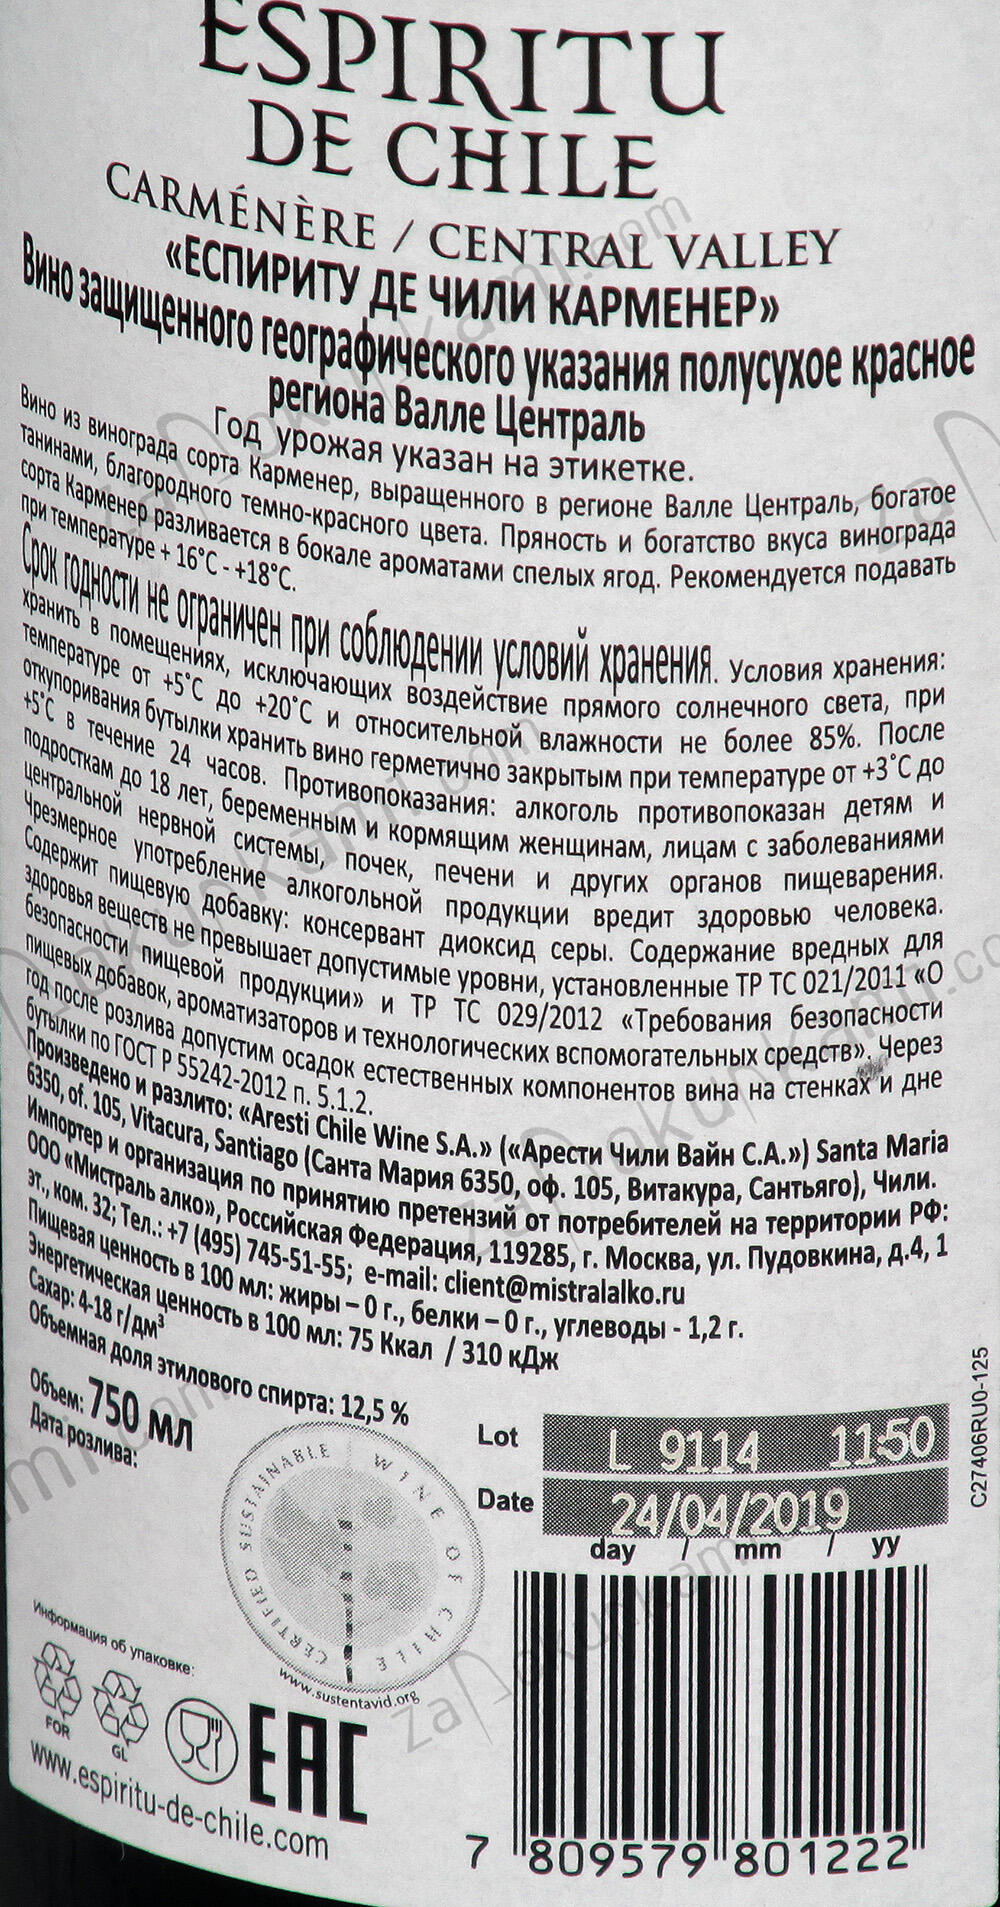 ESPIRITU
DE CHILE
CARMÉNÈRE / CENTRAL VALLEY
«ЕСПИРИТУ ДЕ ЧИЛИ КАРМЕНЕР»
Вино защищенного географического указания полусухое красное
региона Валле Централь
Год урожая указан на этикетке.
Вино из винограда сорта Карменер, выращенного в регионе Валле Централь, богатое
танинами, благородного темно-красного цвета. Пряность и богатство вкуса винограда
сорта Карменер разливается в бокале ароматами спелых ягод. Рекомендуется подавать
при температуре + 16°С - +18°С.
Срок годности не ограничен при соблюдении условий хранения. Условия хранения:
хранить в помещениях, исключающих воздействие прямого солнечного света, при
температуре от +5°С до +20°С и относительной влажности не более 85%. После
откупоривания бутылки хранить вино герметично закрытым при температуре от +3°С до
+5°С в течение 24 часов. Противопоказания: алкоголь противопоказан детям и
подросткам до 18 лет, беременным и кормящим женщинам, лицам с заболеваниями
центральной нервной системы, почек, печени и других органов пищеварения.
Чрезмерное употребление алкогольной продукции вредит здоровью человека.
Содержит пищевую добавку: консервант диоксид серы. Содержание вредных для
здоровья веществ не превышает допустимые уровни, установленные ТР ТС 021/2011 «О
безопасности пищевой продукции» и ТР ТС 029/2012 «Требования безопасности
пищевых добавок, ароматизаторов и технологических вспомогательных средств». Через
год после розлива допустим осадок естественных компонентов вина на стенках и дне
бутылки по ГОСТ Р 55242-2012 п. 5.1.2.
Произведено и разлито: «Aresti Chile Wine S.A.» («Арести Чили Вайн С.А.») Santa Maria
6350, of. 105, Vitacura, Santiago (Санта Мария 6350, оф. 105, Витакура, Сантьяго), Чили.
Импортер и организация по принятию претензий от потребителей на территории РФ:
ООО «Мистраль алко», Российская Федерация, 119285, г. Москва, ул. Пудовкина, д.4, 1
эт., ком. 32; Тел.: +7 (495) 745-51-55; e-mail: client@mistralalko.ru
Пищевая ценность в 100 мл: жиры – 0 г., белки – 0 г., углеводы - 1,2 г.
Энергетическая ценность в 100 мл: 75 Ккал / 310 кДж
Сахар: 4-18 г/дм³
Объемная доля этилового спирта: 12,5 %
Объем: 750 мл
Дата розлива:
Lot L 9114 11:50
Date 24/04/2019
day / mm / yy
C27406RU0-125
CERTIFIED SUSTAINABLE WINE OF CHILE
www.sustentavid.org
Информация об упаковке:
FOR
GL
EAC
www.espiritu-de-chile.com
7 809579 801222
zaokunkami.com